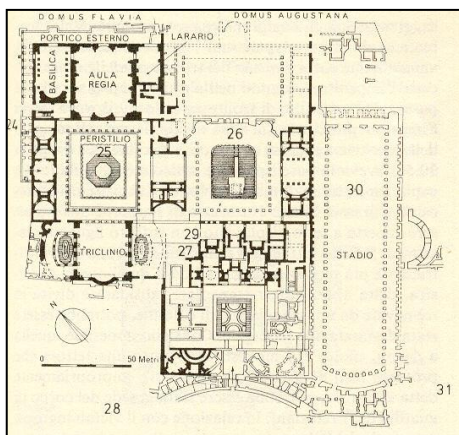 DOMUS FLAVIA
DOMUS AUGUSTANA
PORTICO ESTERNO
LARARIO
BASILICA
AULA
REGIA
24
PERISTILIO
25
26
30
STADIO
29
27
TRICLINIO
0
50 Metri
28
31